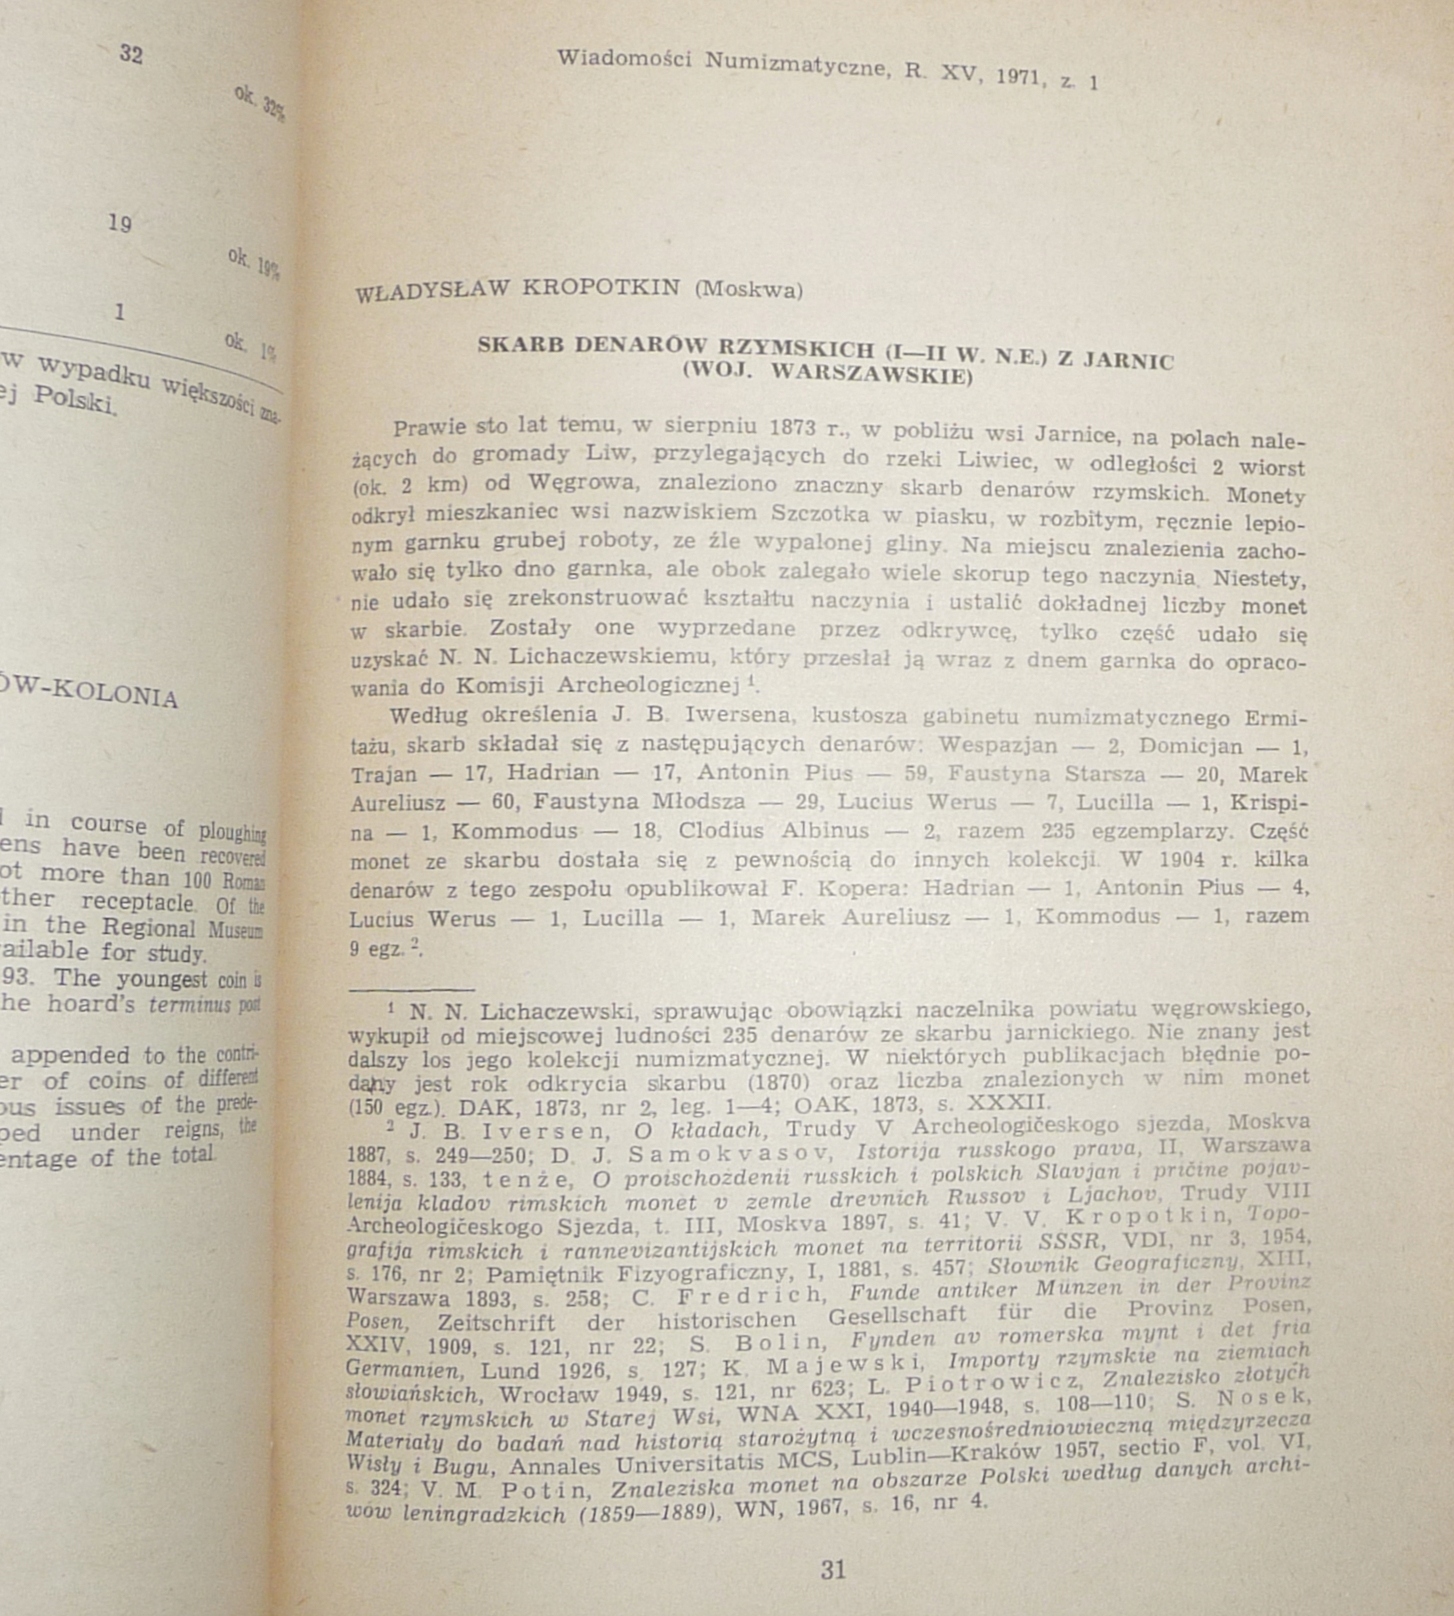 32
ok. 32%
19
ok. 19%
1
ok. 1%
w wypadku większości zna-
ej Polski.
ÓW-KOLONIA
in course of ploughing
ens have been recovered
ot more than 100 Roman
ther receptacle. Of the
in the Regional Museum
ailable for study.
93. The youngest coin is
he hoard's terminus post
appended to the contri-
er of coins of different
ous issues of the prede-
ped under reigns, the
entage of the total.
Wiadomości Numizmatyczne, R. XV, 1971, z. 1
WŁADYSŁAW KROPOTKIN (Moskwa)
SKARB DENARÓW RZYMSKICH (I—II W. N.E.) Z JARNIC
(WOJ. WARSZAWSKIE)
Prawie sto lat temu, w sierpniu 1873 r., w pobliżu wsi Jarnice, na polach nale-
żących do gromady Liw, przylegających do rzeki Liwiec, w odległości 2 wiorst
(ok. 2 km) od Węgrowa, znaleziono znaczny skarb denarów rzymskich. Monety
odkrył mieszkaniec wsi nazwiskiem Szczotka w piasku, w rozbitym, ręcznie lepio-
nym garnku grubej roboty, ze źle wypalonej gliny. Na miejscu znalezienia zacho-
wało się tylko dno garnka, ale obok zalegało wiele skorup tego naczynia. Niestety,
nie udało się zrekonstruować kształtu naczynia i ustalić dokładnej liczby monet
w skarbie. Zostały one wyprzedane przez odkrywcę, tylko część udało się
uzyskać N. N. Lichaczewskiemu, który przesłał ją wraz z dnem garnka do opraco-
wania do Komisji Archeologicznej ¹.
Według określenia J. B. Iwersena, kustosza gabinetu numizmatycznego Ermi-
tażu, skarb składał się z następujących denarów: Wespazjan — 2, Domicjan — 1,
Trajan — 17, Hadrian — 17, Antonin Pius — 59, Faustyna Starsza — 20, Marek
Aureliusz — 60, Faustyna Młodsza — 29, Lucius Werus — 7, Lucilla — 1, Krispi-
na — 1, Kommodus — 18, Clodius Albinus — 2, razem 235 egzemplarzy. Część
monet ze skarbu dostała się z pewnością do innych kolekcji. W 1904 r. kilka
denarów z tego zespołu opublikował F. Kopera: Hadrian — 1, Antonin Pius — 4,
Lucius Werus — 1, Lucilla — 1, Marek Aureliusz — 1, Kommodus — 1, razem
9 egz. ².
¹ N. N. Lichaczewski, sprawując obowiązki naczelnika powiatu węgrowskiego,
wykupił od miejscowej ludności 235 denarów ze skarbu jarnickiego. Nie znany jest
dalszy los jego kolekcji numizmatycznej. W niektórych publikacjach błędnie po-
dany jest rok odkrycia skarbu (1870) oraz liczba znalezionych w nim monet
(150 egz.). DAK, 1873, nr 2, leg. 1—4; OAK, 1873, s. XXXII.
² J. B. Iversen, O kładach, Trudy V Archeologičeskogo sjezda, Moskva
1887, s. 249—250; D. J. Samokvasov, Istorija russkogo prava, II, Warszawa
1884, s. 133, tenże, O proischoždenii russkich i polskich Slavjan i pričine pojav-
lenija kladov rimskich monet v zemle drevnich Russov i Ljachov, Trudy VIII
Archeologičeskogo Sjezda, t. III, Moskva 1897, s. 41; V. V. Kropotkin, Topo-
grafija rimskich i rannevizantijskich monet na territorii SSSR, VDI, nr 3, 1954,
s. 176, nr 2; Pamiętnik Fizyograficzny, I, 1881, s. 457; Słownik Geograficzny, XIII,
Warszawa 1893, s. 258; C. Fredrich, Funde antiker Münzen in der Provinz
Posen, Zeitschrift der historischen Gesellschaft für die Provinz Posen,
XXIV, 1909, s. 121, nr 22; S. Bolin, Fynden av romerska mynt i det fria
Germanien, Lund 1926, s. 127; K. Majewski, Importy rzymskie na ziemiach
słowiańskich, Wrocław 1949, s. 121, nr 623; L. Piotrowicz, Znalezisko złotych
monet rzymskich w Starej Wsi, WNA XXI, 1940—1948, s. 108—110; S. Nosek,
Materiały do badań nad historią starożytną i wczesnośredniowieczną międzyrzecza
Wisły i Bugu, Annales Universitatis MCS, Lublin—Kraków 1957, sectio F, vol. VI,
s. 324; V. M. Potin, Znaleziska monet na obszarze Polski według danych archi-
wów leningradzkich (1859—1889), WN, 1967, s. 16, nr 4.
31